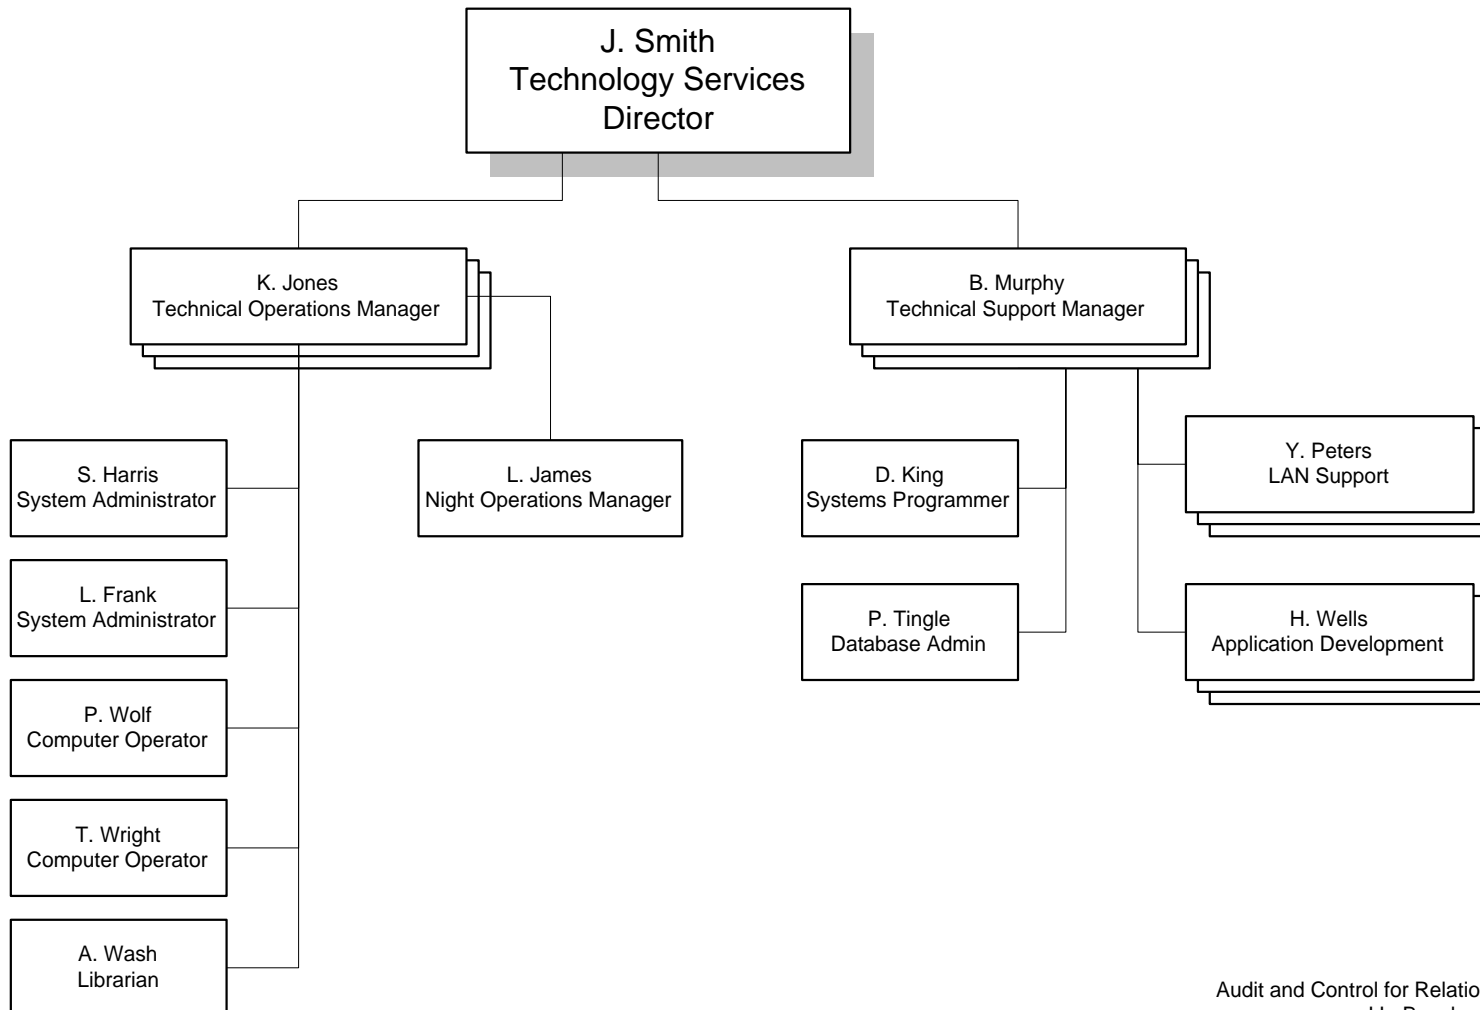 J. Smith
Technology Services
Director
K. Jones
Technical Operations Manager
B. Murphy
Technical Support Manager
S. Harris
System Administrator
L. James
Night Operations Manager
D. King
Systems Programmer
Y. Peters
LAN Support
L. Frank
System Administrator
P. Tingle
Database Admin
H. Wells
Application Development
P. Wolf
Computer Operator
T. Wright
Computer Operator
A. Wash
Librarian
Audit and Control for Relatio